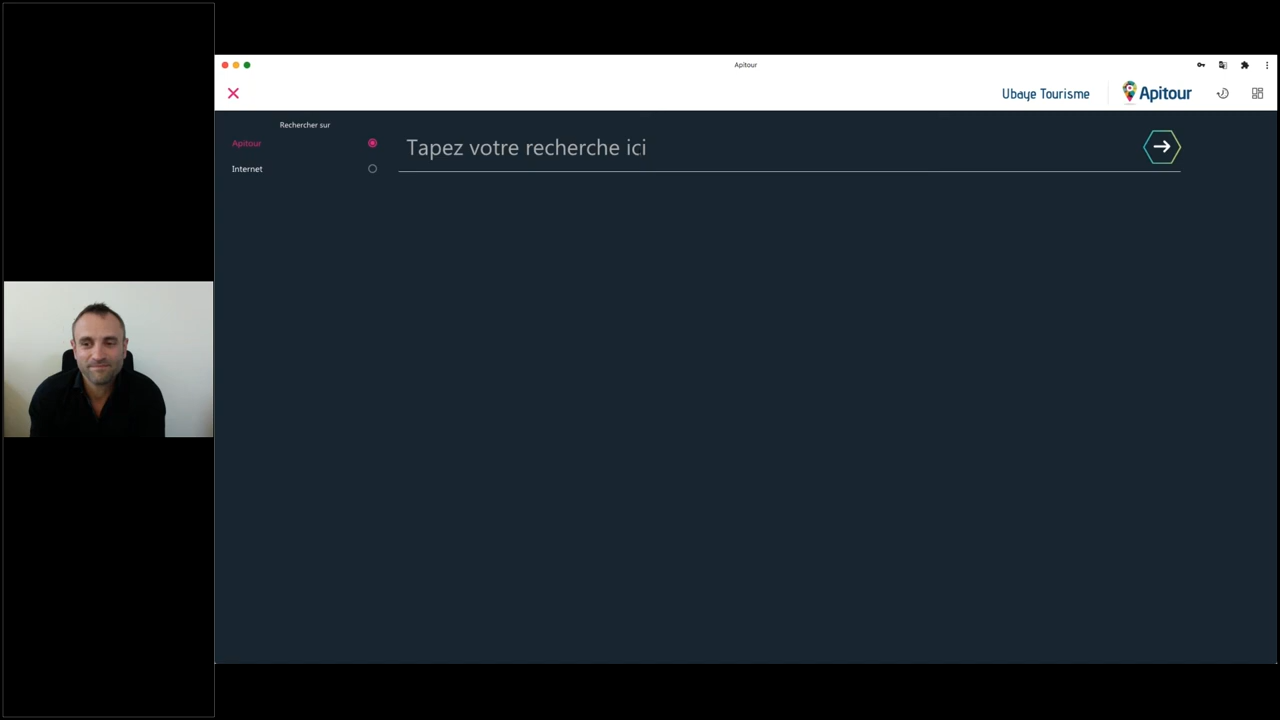 Apitour
Ubaye Tourisme
Apitour
Rechercher sur
Apitour
Internet
Tapez votre recherche ici